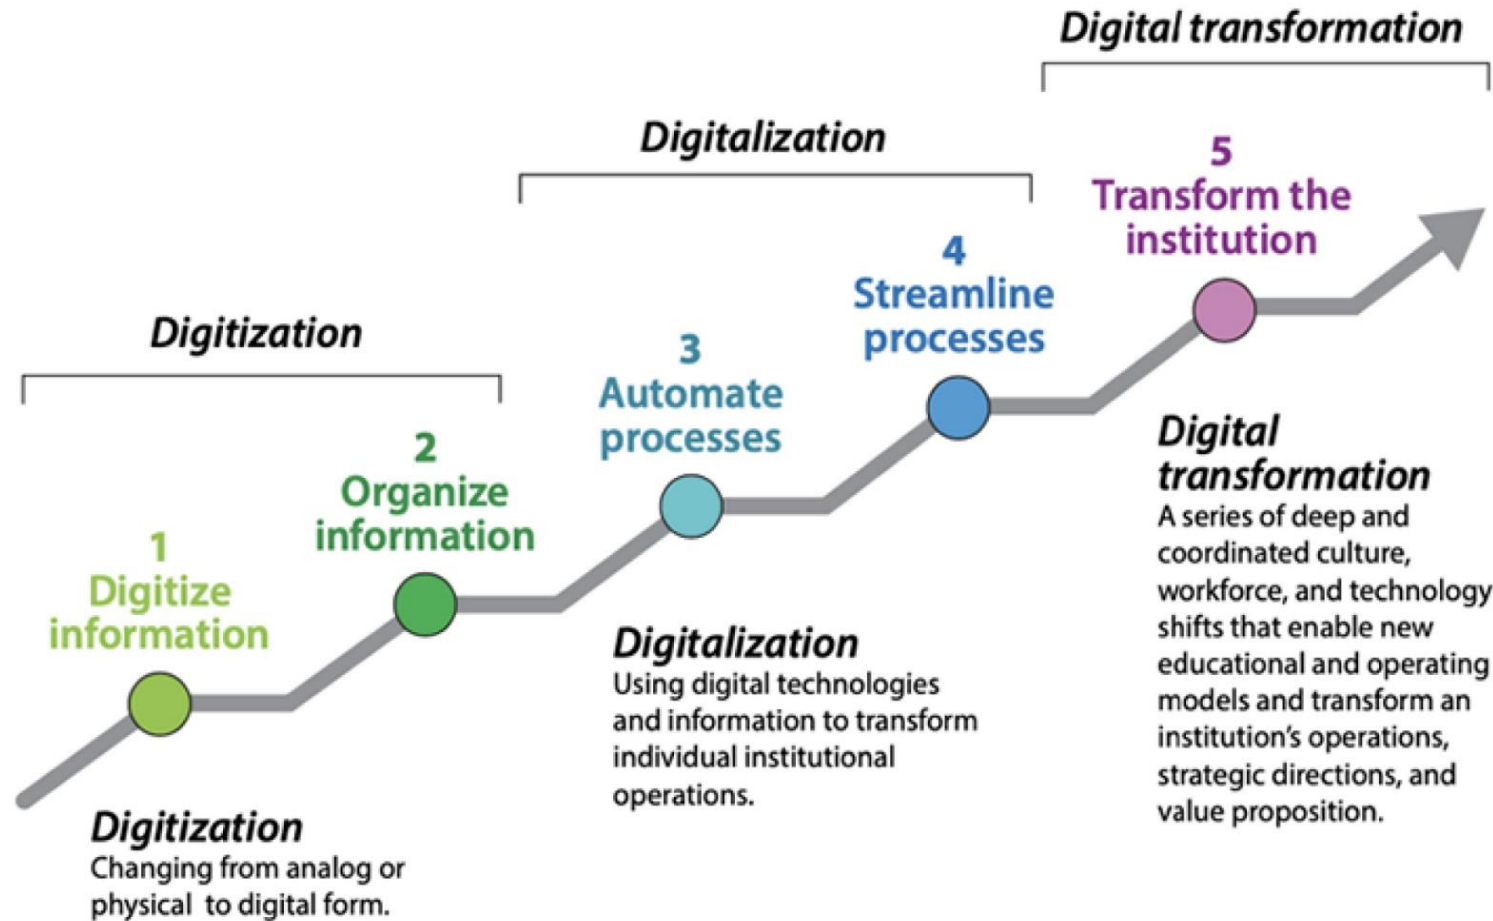 Digital transformation
Digitalization
5
Transform the
institution
4
Streamline
processes
Digitization
3
Automate
processes
2
Organize
information
1
Digitize
information
Digital
transformation
A series of deep and
coordinated culture,
workforce, and technology
shifts that enable new
educational and operating
models and transform an
institution's operations,
strategic directions, and
value proposition.
Digitalization
Using digital technologies
and information to transform
individual institutional
operations.
Digitization
Changing from analog or
physical to digital form.